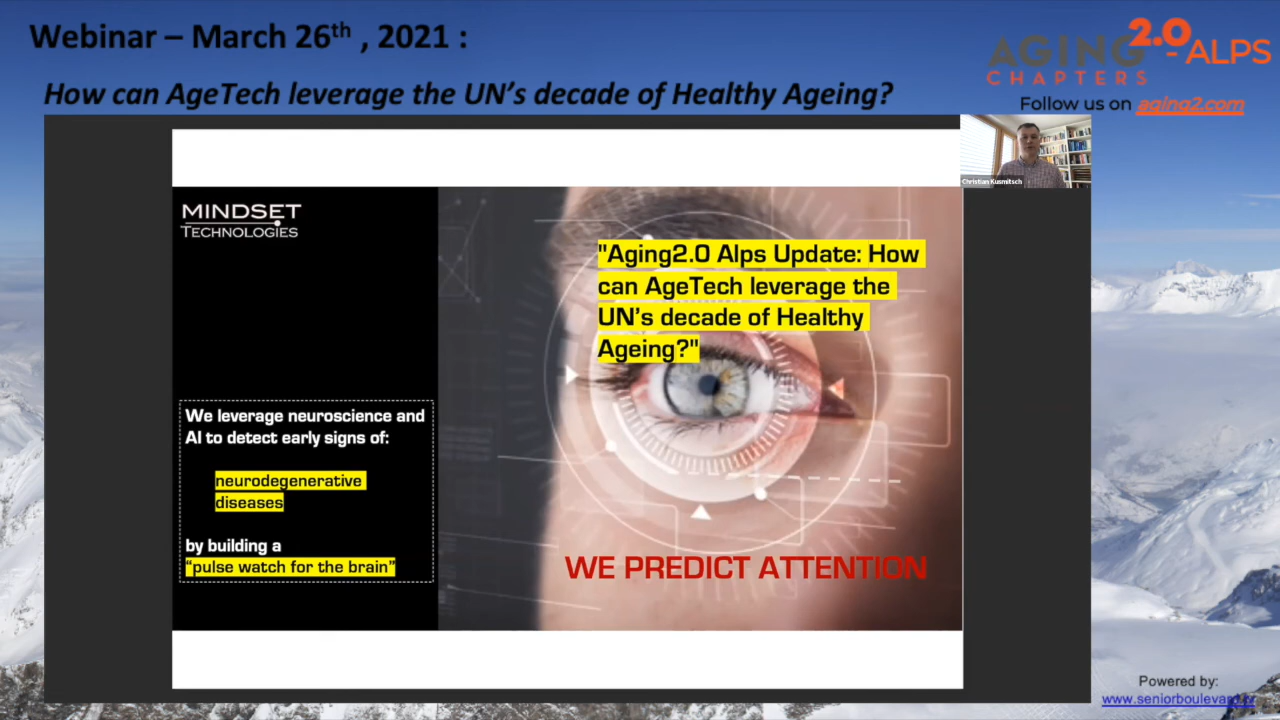 Webinar – March 26th , 2021 :
How can AgeTech leverage the UN's decade of Healthy Ageing?
AGING 2.0 - ALPS
CHAPTERS
Follow us on aging2.com
Christian Kusmitsch
MINDSET
TECHNOLOGIES
"Aging2.0 Alps Update: How
can AgeTech leverage the
UN's decade of Healthy
Ageing?"
We leverage neuroscience and
AI to detect early signs of:
neurodegenerative
diseases
by building a
"pulse watch for the brain"
WE PREDICT ATTENTION
Powered by: